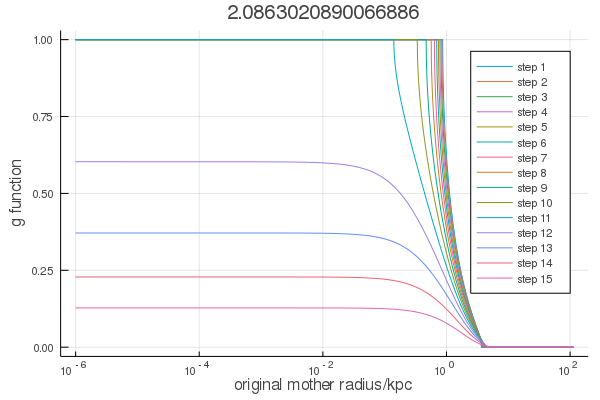 2.0863020890066886
1.00
0.75
0.50
0.25
0.00
g function
step 1
step 2
step 3
step 4
step 5
step 6
step 7
step 8
step 9
step 10
step 11
step 12
step 13
step 14
step 15
10⁻⁶ 10⁻⁴ 10⁻² 10⁰ 10²
original mother radius/kpc